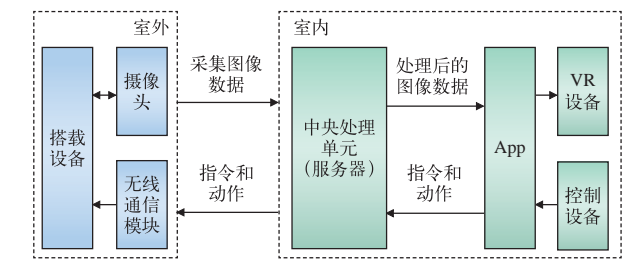 室外
搭载
设备
摄像
头
无线
通信
模块
采集图像
数据
指令和
动作
室内
中央处理
单元
（服务器）
处理后的
图像数据
指令和
动作
App
VR
设备
控制
设备